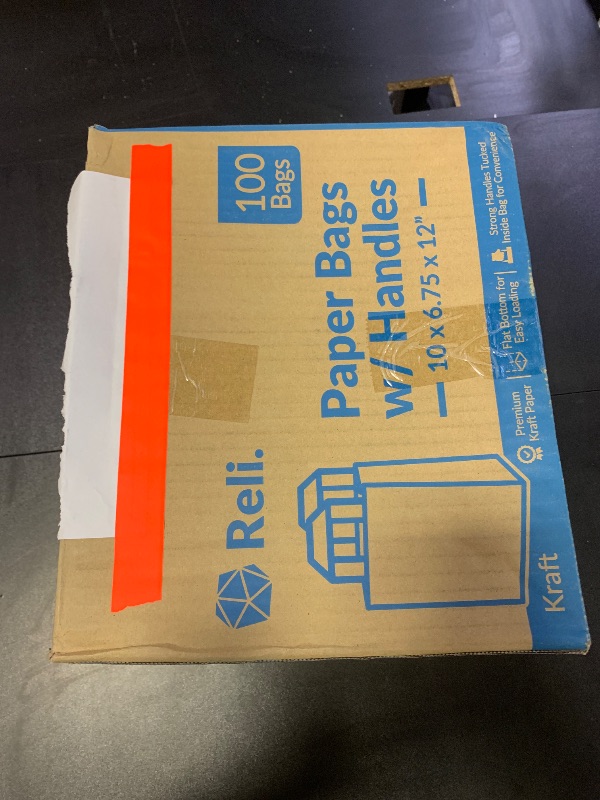 Reli.
100
Bags
Paper Bags
w/ Handles
10 x 6.75 x 12"
Kraft
Premium
Kraft Paper
Flat Bottom for
Easy Loading
Strong Handles Tucked
Inside Bag for Convenience